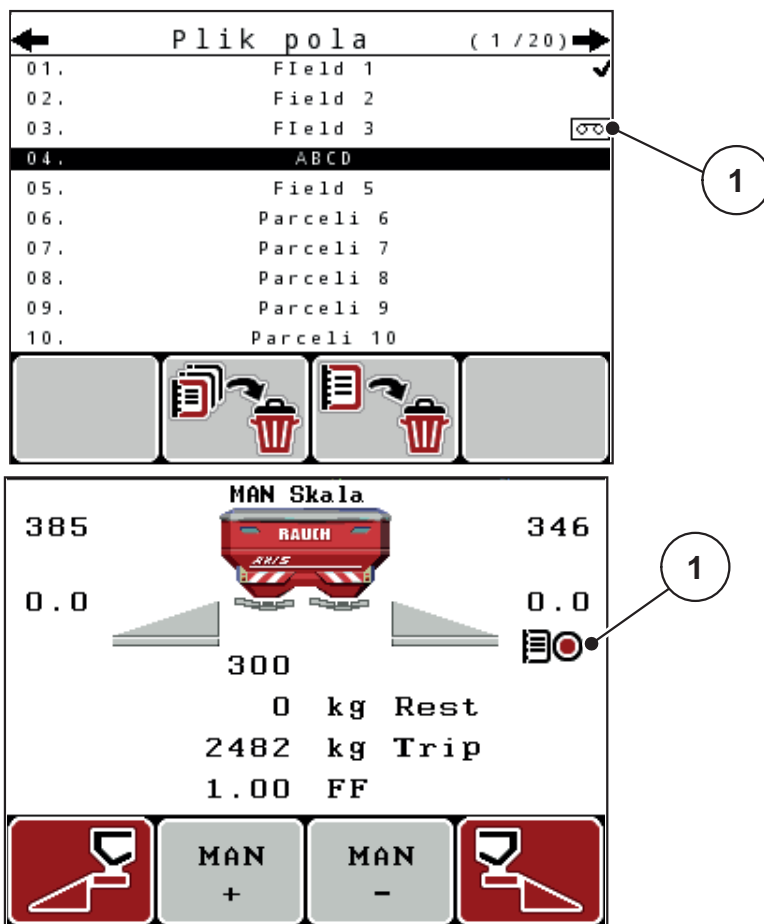 Plik pola (1/20)
01. FIeld 1
02. Field 2
03. FIeld 3
04. ABCD
05. Field 5
06. Parceli 6
07. Parceli 7
08. Parceli 8
09. Parceli 9
10. Parceli 10
1
MAN Skala
385 346
RAUCH
AXIS
0.0 0.0
1
300
0 kg Rest
2482 kg Trip
1.00 FF
MAN + MAN -